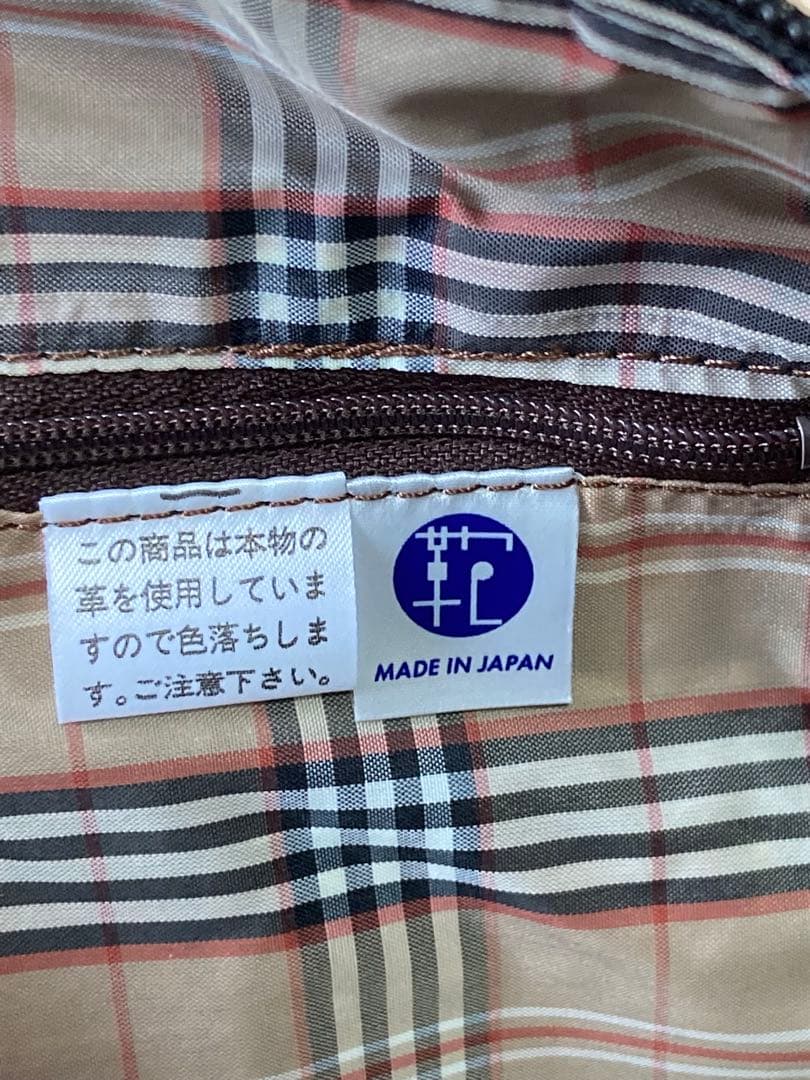 この商品は本物の
革を使用していま
すので色落ちしま
す。ご注意下さい。
鞄
MADE IN JAPAN